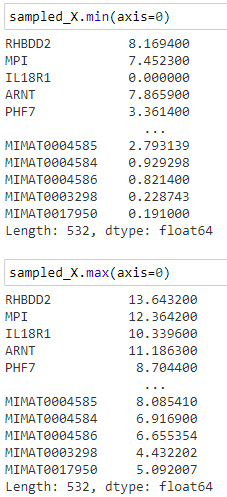 sampled_X.min(axis=0)
RHBDD2 8.169400
MPI 7.452300
IL18R1 0.000000
ARNT 7.865900
PHF7 3.361400
...
MIMAT0004585 2.793139
MIMAT0004584 0.929298
MIMAT0004586 0.821400
MIMAT0003298 0.228743
MIMAT0017950 0.191000
Length: 532, dtype: float64
sampled_X.max(axis=0)
RHBDD2 13.643200
MPI 12.364200
IL18R1 10.339600
ARNT 11.186300
PHF7 8.704400
...
MIMAT0004585 8.085410
MIMAT0004584 6.916900
MIMAT0004586 6.655354
MIMAT0003298 4.432202
MIMAT0017950 5.092007
Length: 532, dtype: float64